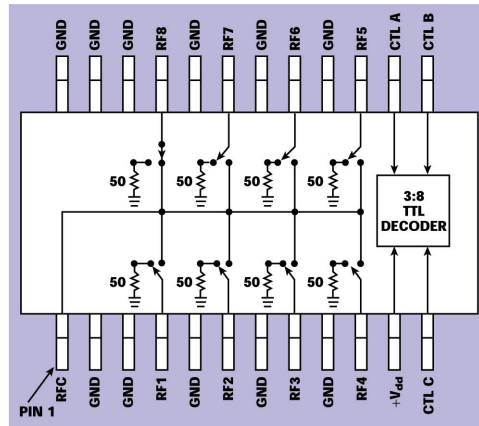 GND
GND
GND
RF8
GND
RF7
GND
RF6
GND
RF5
CTL A
CTL B
50
50
50
50
3:8
TTL
DECODER
50
50
50
50
RFC
GND
GND
RF1
GND
RF2
GND
RF3
GND
RF4
+Vdd
CTL C
PIN 1